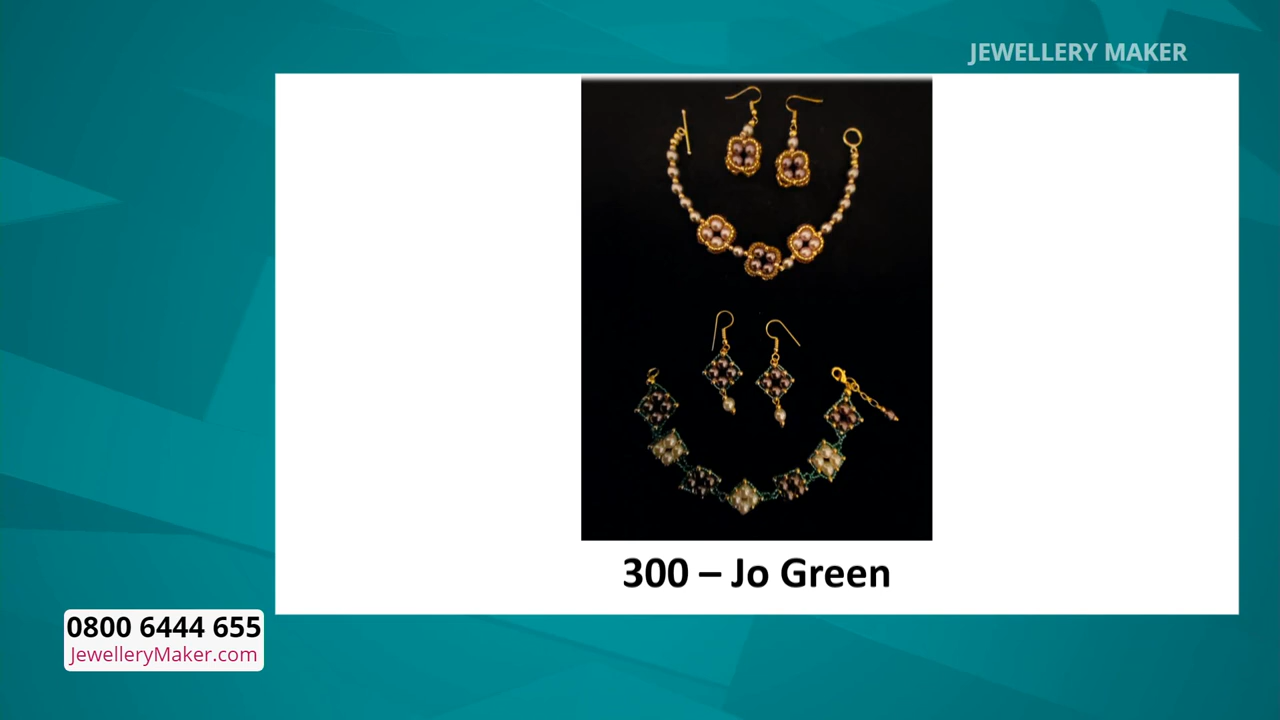 JEWELLERY MAKER
300 – Jo Green
0800 6444 655
JewelleryMaker.com